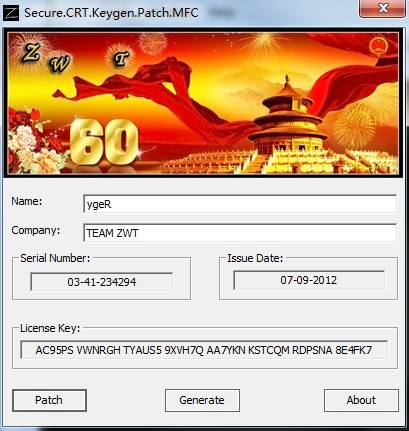 Secure.CRT.Keygen.Patch.MFC
Z W T
60
Name:
ygeR
Company:
TEAM ZWT
Serial Number:
03-41-234294
Issue Date:
07-09-2012
License Key:
AC95PS VWNRGH TYAUS5 9XVH7Q AA7YKN KSTCQM RDPSNA 8E4FK7
Patch
Generate
About